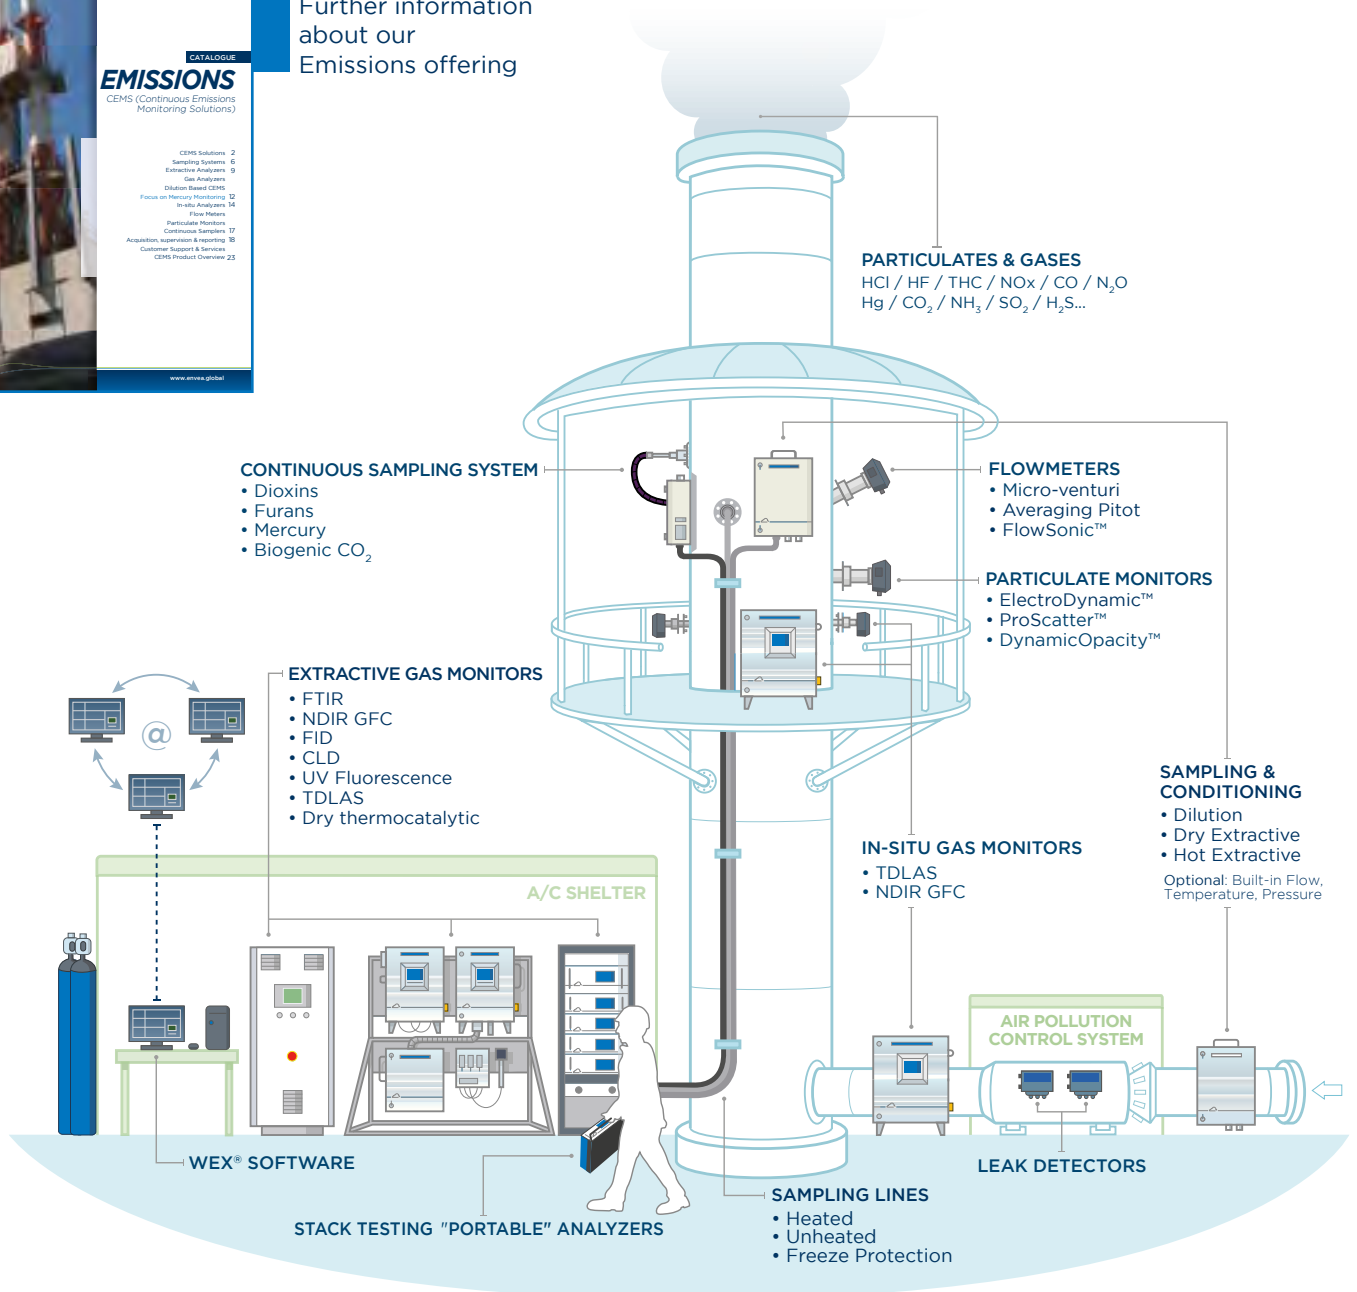 Further information
about our
Emissions offering
CATALOGUE
EMISSIONS
CEMS (Continuous Emissions
Monitoring Solutions)
CEMS Solutions 2
Sampling Systems 6
Extractive Analyzers 9
Gas Analyzers
Dilution Based CEMS
Focus on Mercury Monitoring 12
In-situ Analyzers 14
Flow Meters
Particulate Monitors
Continuous Samplers 17
Acquisition, supervision & reporting 18
Customer Support & Services
CEMS Product Overview 23
www.envea.global
PARTICULATES & GASES
HCl / HF / THC / NOx / CO / N₂O
Hg / CO₂ / NH₃ / SO₂ / H₂S...
CONTINUOUS SAMPLING SYSTEM
• Dioxins
• Furans
• Mercury
• Biogenic CO₂
FLOWMETERS
• Micro-venturi
• Averaging Pitot
• FlowSonic™
PARTICULATE MONITORS
• ElectroDynamic™
• ProScatter™
• DynamicOpacity™
EXTRACTIVE GAS MONITORS
• FTIR
• NDIR GFC
• FID
• CLD
• UV Fluorescence
• TDLAS
• Dry thermocatalytic
@
SAMPLING &
CONDITIONING
• Dilution
• Dry Extractive
• Hot Extractive
Optional: Built-in Flow,
Temperature, Pressure
IN-SITU GAS MONITORS
• TDLAS
• NDIR GFC
A/C SHELTER
AIR POLLUTION
CONTROL SYSTEM
WEX® SOFTWARE
LEAK DETECTORS
STACK TESTING "PORTABLE" ANALYZERS
SAMPLING LINES
• Heated
• Unheated
• Freeze Protection